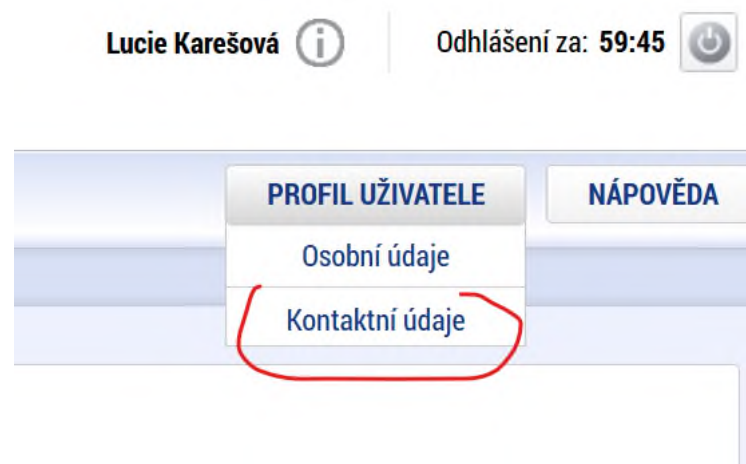 Lucie Karešová Odhlášení za: 59:45
PROFIL UŽIVATELE NÁPOVĚDA
Osobní údaje
Kontaktní údaje